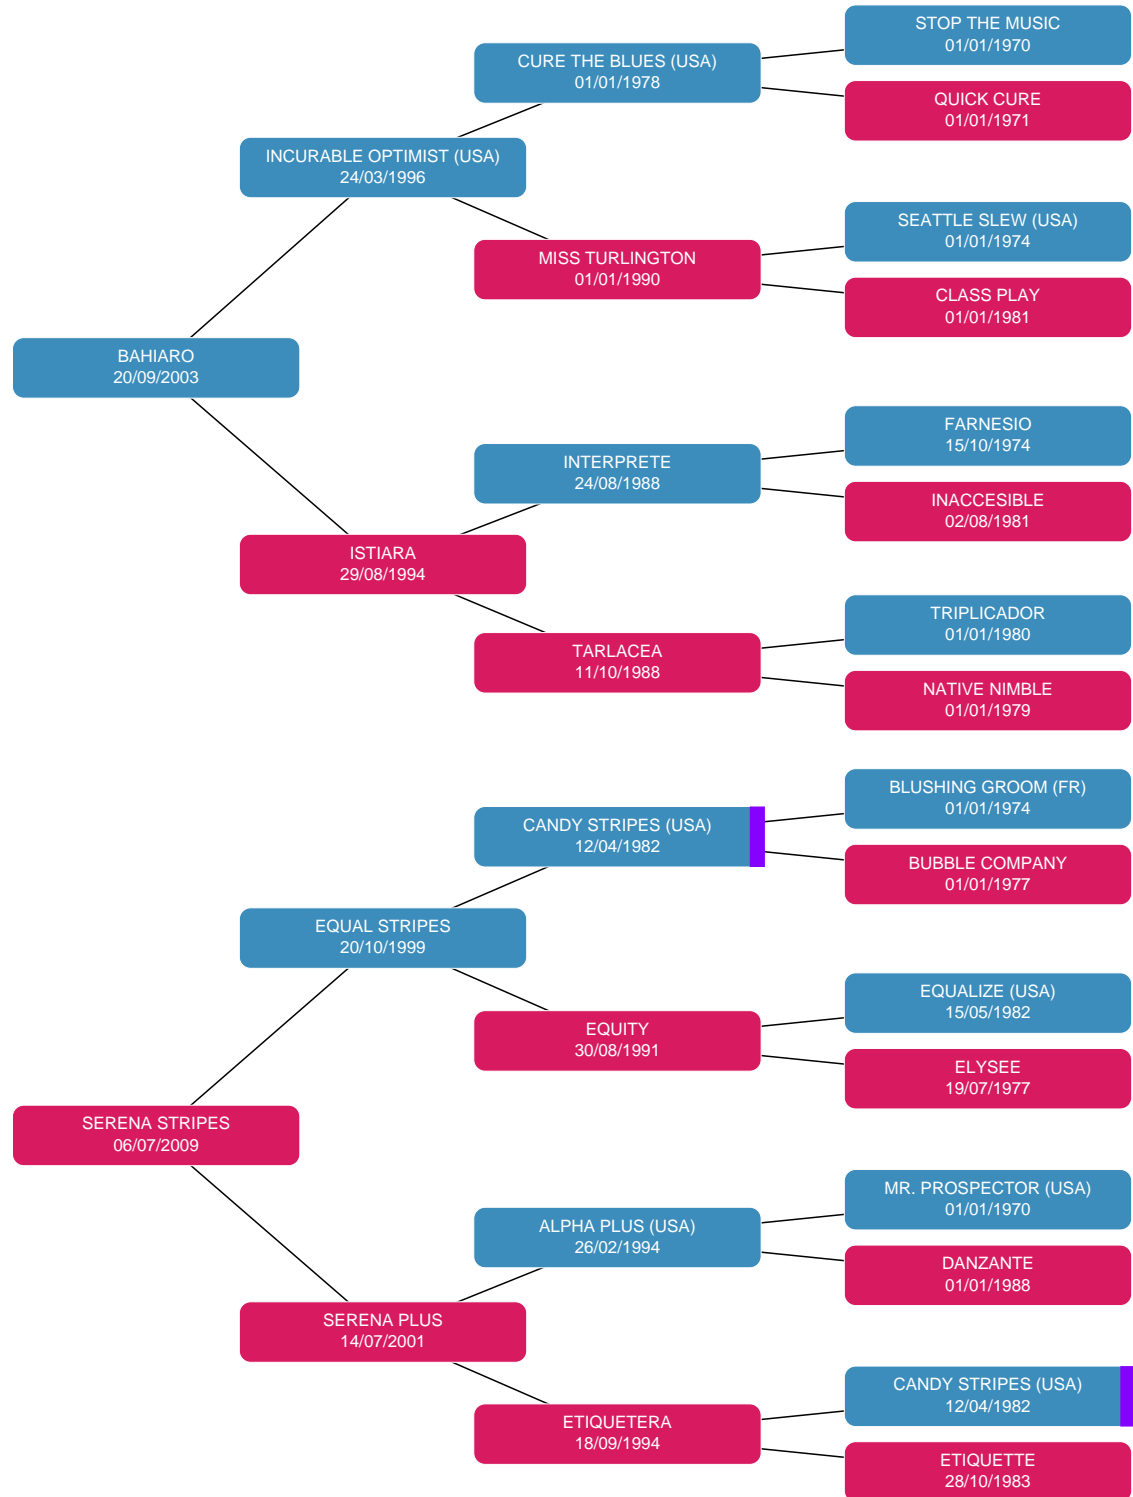 STOP THE MUSIC
01/01/1970
CURE THE BLUES (USA)
01/01/1978
QUICK CURE
01/01/1971
INCURABLE OPTIMIST (USA)
24/03/1996
SEATTLE SLEW (USA)
01/01/1974
MISS TURLINGTON
01/01/1990
CLASS PLAY
01/01/1981
BAHIARO
20/09/2003
FARNESIO
15/10/1974
INTERPRETE
24/08/1988
INACCESIBLE
02/08/1981
ISTIARA
29/08/1994
TRIPLICADOR
01/01/1980
TARLACEA
11/10/1988
NATIVE NIMBLE
01/01/1979
BLUSHING GROOM (FR)
01/01/1974
CANDY STRIPES (USA)
12/04/1982
BUBBLE COMPANY
01/01/1977
EQUAL STRIPES
20/10/1999
EQUALIZE (USA)
15/05/1982
EQUITY
30/08/1991
ELYSEE
19/07/1977
SERENA STRIPES
06/07/2009
MR. PROSPECTOR (USA)
01/01/1970
ALPHA PLUS (USA)
26/02/1994
DANZANTE
01/01/1988
SERENA PLUS
14/07/2001
CANDY STRIPES (USA)
12/04/1982
ETIQUETERA
18/09/1994
ETIQUETTE
28/10/1983